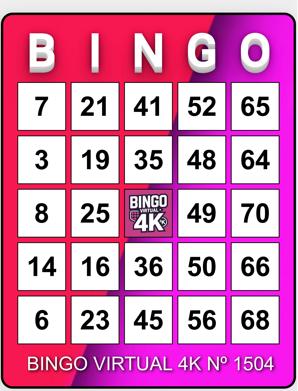 B I N G O
7 21 41 52 65
3 19 35 48 64
8 25 BINGO VIRTUAL 4K 49 70
14 16 36 50 66
6 23 45 56 68
BINGO VIRTUAL 4K Nº 1504